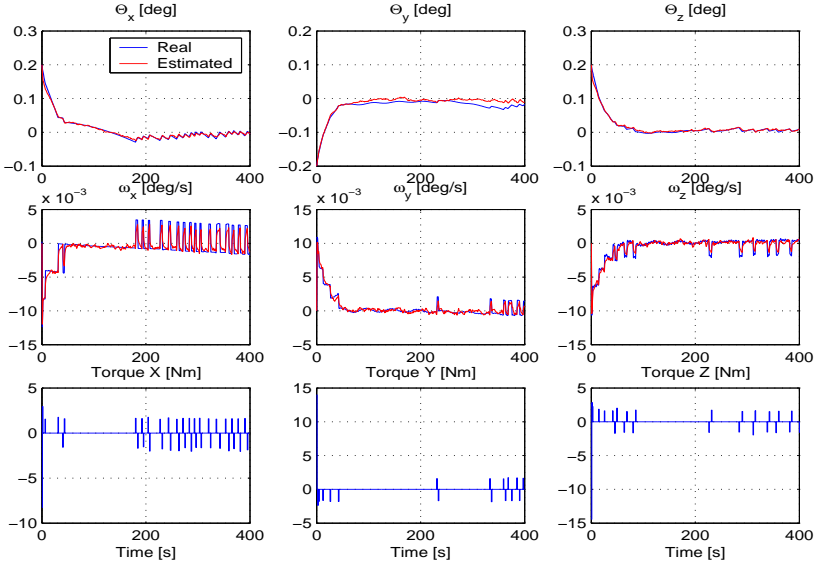 Θx [deg] Θy [deg] Θz [deg]
0.3 0.2 0.3
Real
Estimated
0.2 0.1 0.2
0.1 0 0.1
0 −0.1 0
−0.1 −0.2 −0.1
0 200 400 0 200 400 0 200 400
x 10−3 ωx [deg/s] x 10−3 ωy [deg/s] x 10−3 ωz [deg/s]
5 15 5
0 10 0
−5 5 −5
−10 0 −10
−15 −5 −15
0 200 400 0 200 400 0 200 400
Torque X [Nm] Torque Y [Nm] Torque Z [Nm]
5 15 5
0 10 0
−5 5 −5
0 −10
−10 −5 −15
0 200 400 0 200 400 0 200 400
Time [s] Time [s] Time [s]